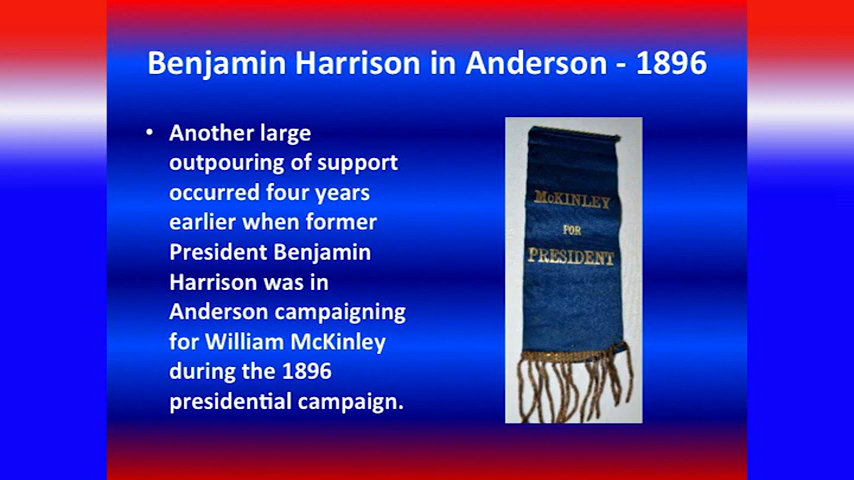 Benjamin Harrison in Anderson - 1896
• Another large
outpouring of support
occurred four years
earlier when former
President Benjamin
Harrison was in
Anderson campaigning
for William McKinley
during the 1896
presidential campaign.
McKINLEY
FOR
PRESIDENT